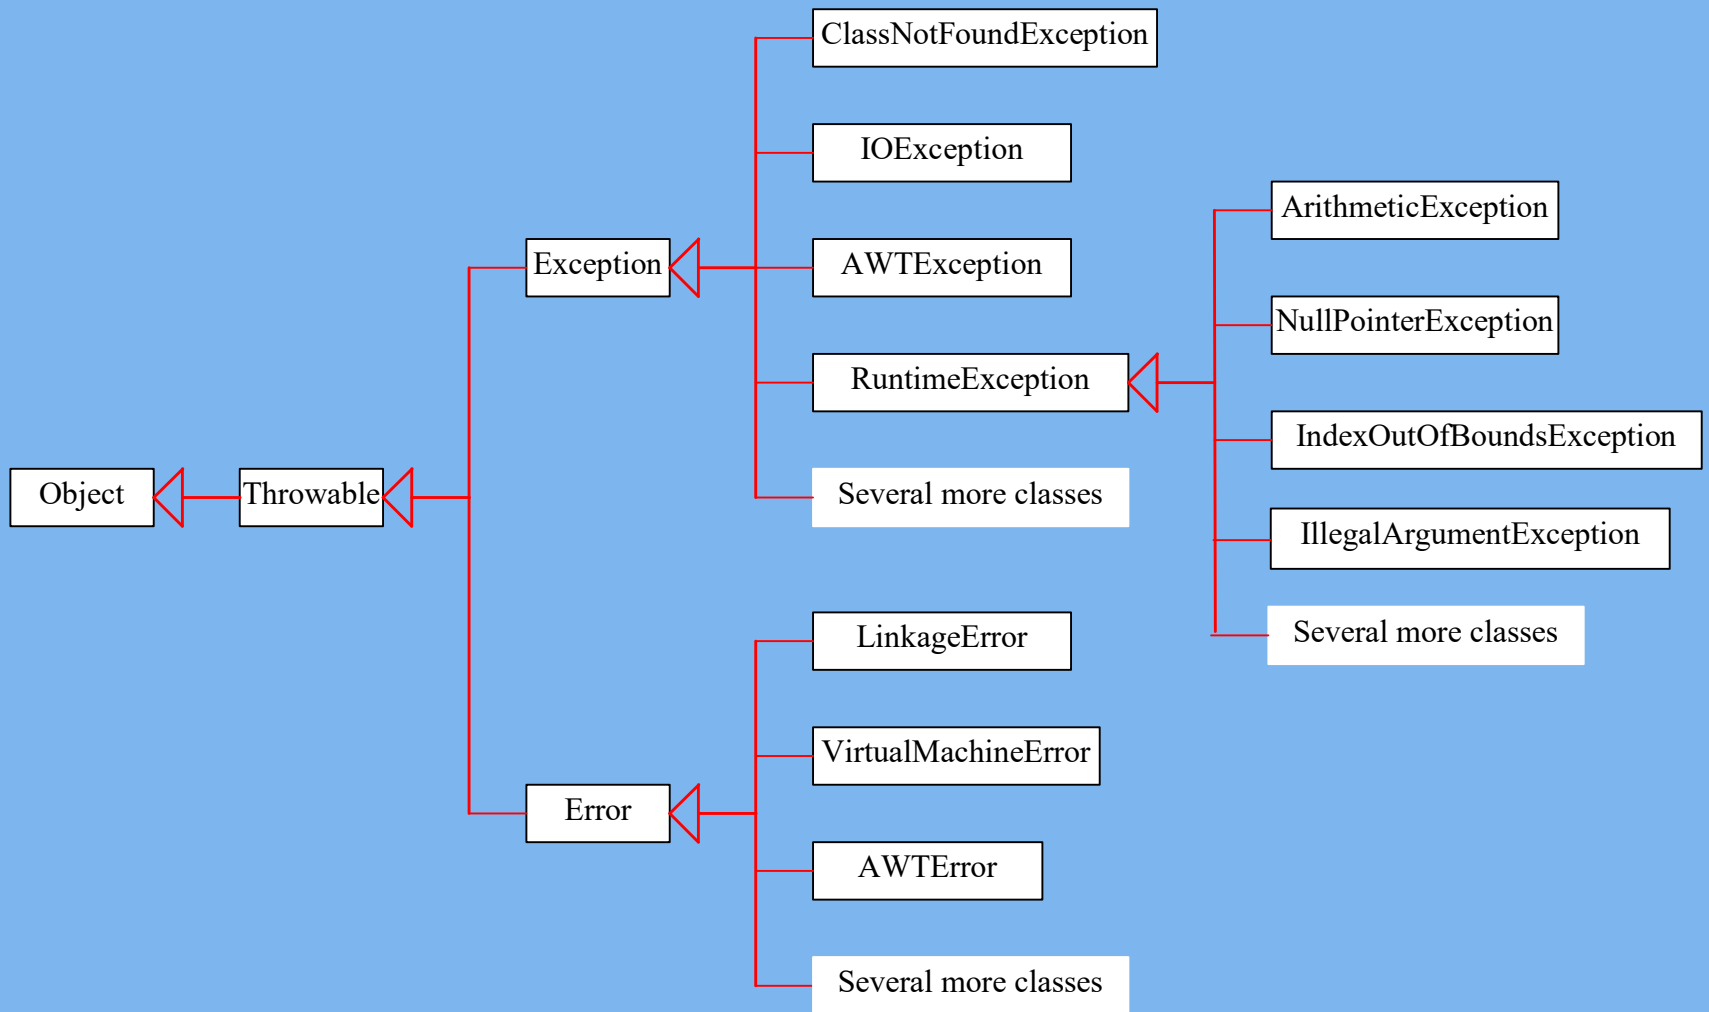 Object
Throwable
Exception
ClassNotFoundException
IOException
AWTException
RuntimeException
ArithmeticException
NullPointerException
IndexOutOfBoundsException
IllegalArgumentException
Several more classes
Several more classes
Error
LinkageError
VirtualMachineError
AWTError
Several more classes